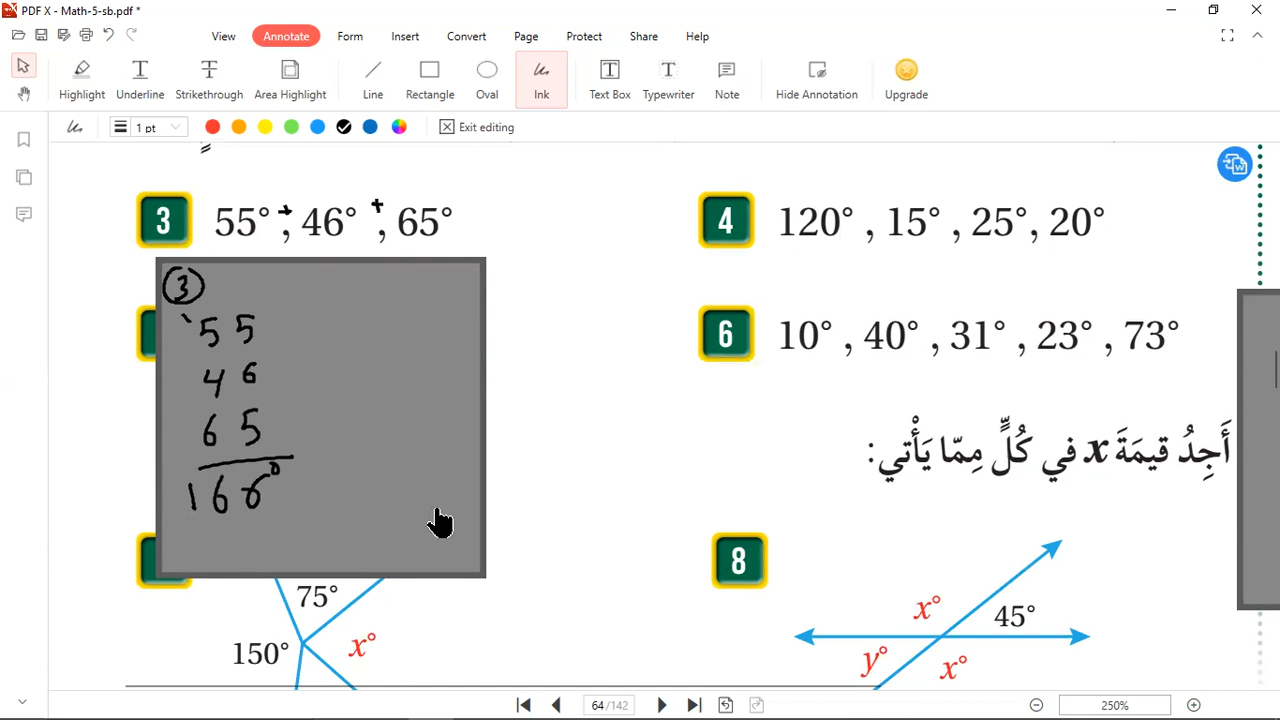 PDF X - Math-5-sb.pdf *
View Annotate Form Insert Convert Page Protect Share Help
Highlight Underline Strikethrough Area Highlight Line Rectangle Oval Ink Text Box Typewriter Note Hide Annotation Upgrade
1 pt Exit editing
3 55° +, 46° +, 65°
4 120° , 15° , 25° , 20°
3
55
46
65
166°
6 10° , 40° , 31° , 23° , 73°
أَجِدُ قيمَةَ x في كُلٍّ مِمّا يَأْتي:
75°
150° x°
8
x° 45°
y° x°
64 /142 250%